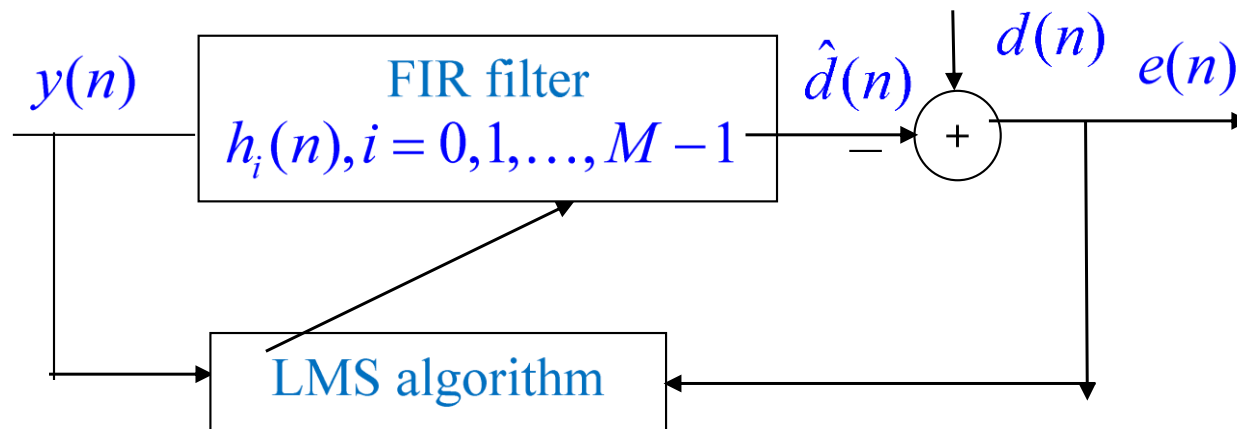 y(n)
FIR filter
h_i(n), i = 0,1,…, M − 1
d̂(n)
−
+
d(n)
e(n)
LMS algorithm